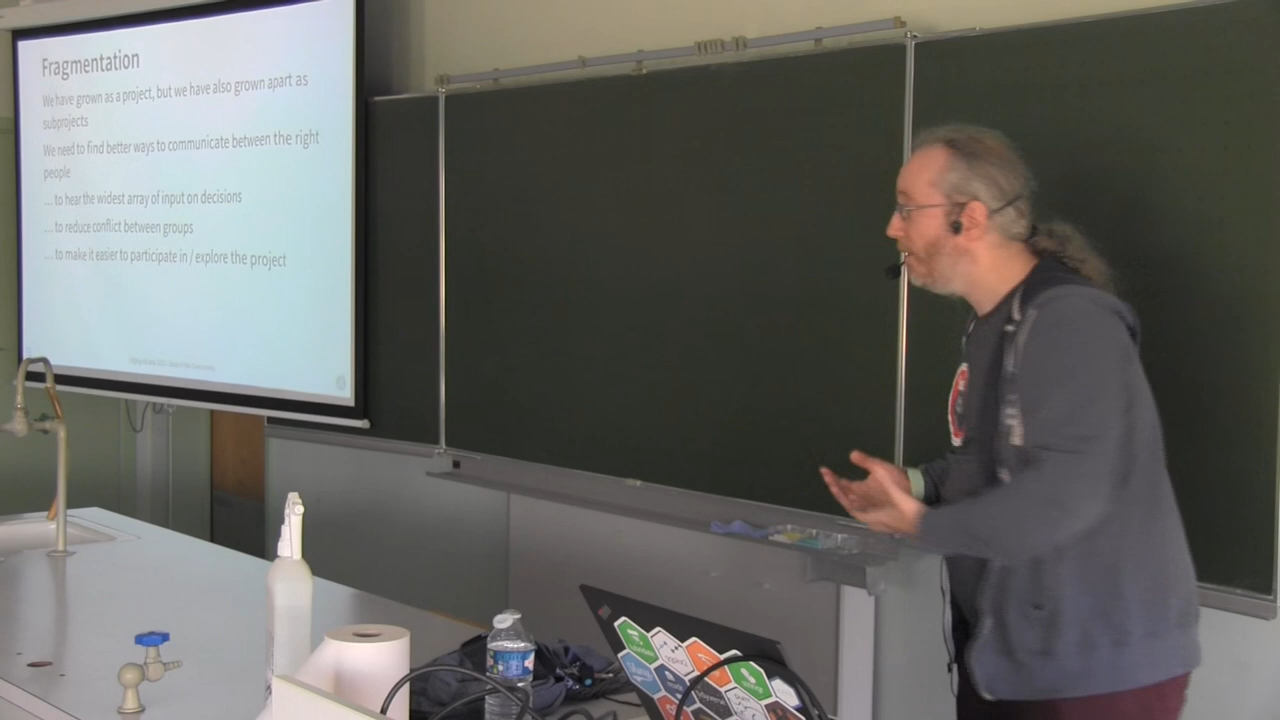 Fragmentation
We have grown as a project, but we have also grown apart as
subprojects
We need to find better ways to communicate between the right
people
... to hear the widest array of input on decisions
... to reduce conflict between groups
... to make it easier to participate in / explore the project